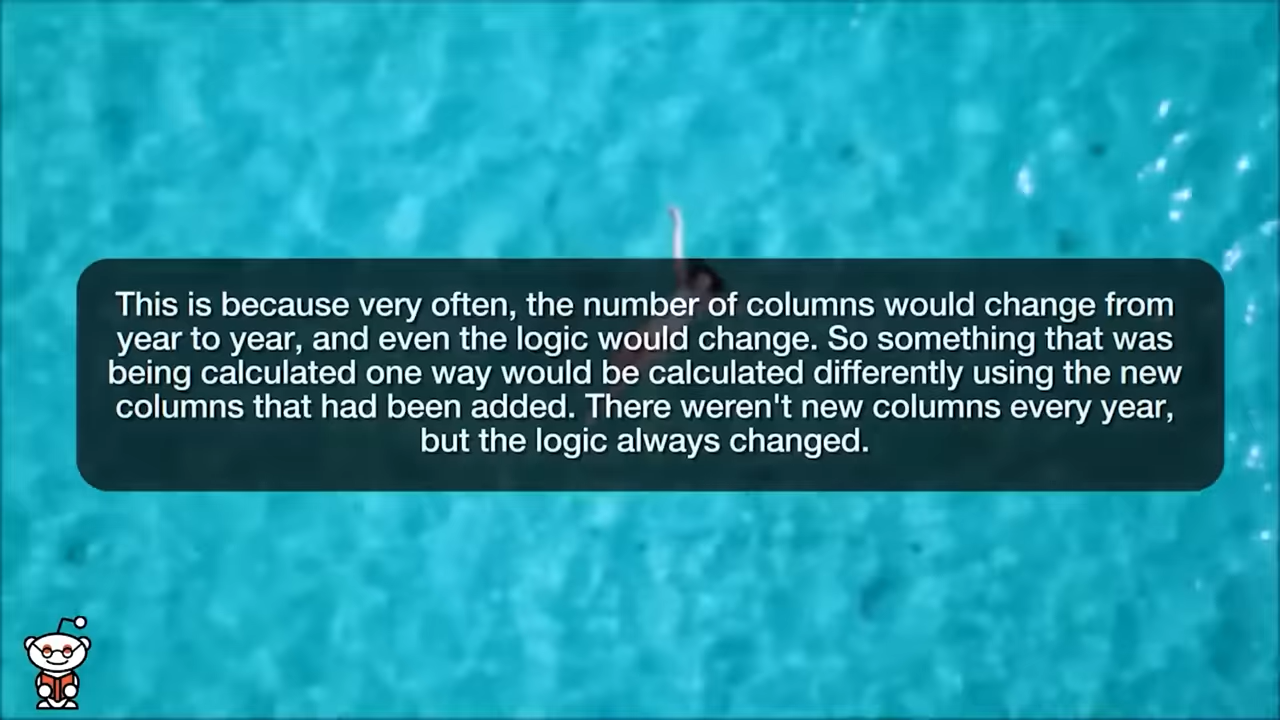 This is because very often, the number of columns would change from
year to year, and even the logic would change. So something that was
being calculated one way would be calculated differently using the new
columns that had been added. There weren't new columns every year,
but the logic always changed.